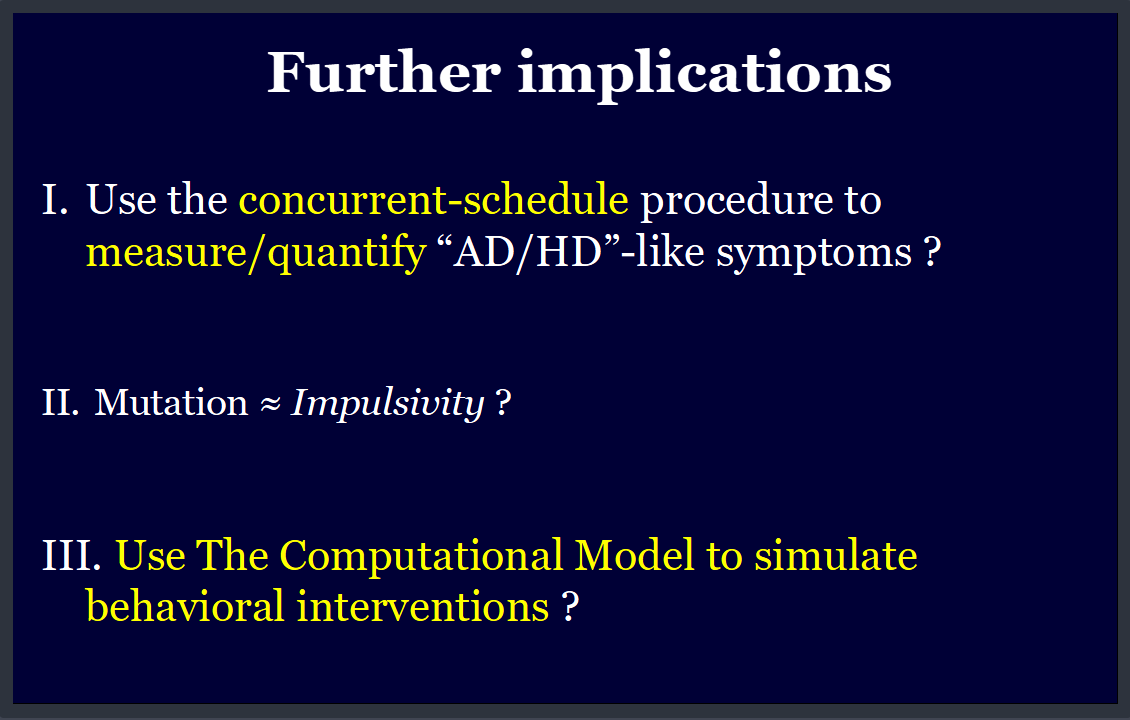 Further implications
I. Use the concurrent-schedule procedure to
measure/quantify “AD/HD”-like symptoms ?
II. Mutation ≈ Impulsivity ?
III. Use The Computational Model to simulate
behavioral interventions ?